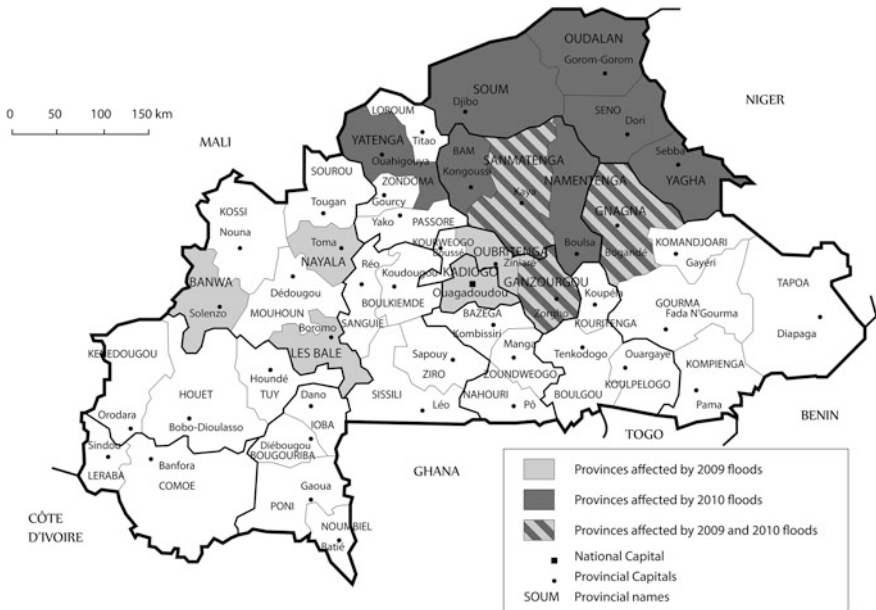 OUDALAN
Gorom-Gorom
0 50 100 150 km
SOUM
Djibo
SENO
Dori
NIGER
LOROUM
Titao
MALI
YATENGA
Ouahigouya
BAM
Kongoussi
SANMATENGA
Kaya
NAMENTENGA
Boulsa
Sebba
YAGHA
SOUROU
Tougan
ZONDOMA
Gourcy
GNAGNA
Bogandé
KOSSI
Nouna
Yako
PASSORE
KOMANDJOARI
Gayéri
Toma
NAYALA
KOURWEOGO
Boussé
OUBRITENGA
Ziniaré
BANWA
Solenzo
Réo
Koudougou
KADIOGO
Ouagadoudou
GANZOURGOU
Zorgho
TAPOA
Diapaga
Dédougou
MOUHOUN
BOULKIEMDE
SANGUIE
Koupéla
KOURITENGA
GOURMA
Fada N'Gourma
Boromo
LES BALE
BAZEGA
Kombissiri
KENEDOUGOU
Orodara
HOUET
Bobo-Dioulasso
Houndé
TUY
Sapouy
ZIRO
Manga
ZOUNDWEOGO
Tenkodogo
BOULGOU
Ouargaye
KOULPELOGO
KOMPIENGA
Pama
SISSILI
Léo
NAHOURI
Pô
Dano
IOBA
Diébougou
BOUGOURIBA
BENIN
TOGO
GHANA
Sindou
LERABA
Banfora
COMOE
Gaoua
PONI
NOUMBIEL
Batié
CÔTE
D'IVOIRE
Provinces affected by 2009 floods
Provinces affected by 2010 floods
Provinces affected by 2009 and 2010 floods
National Capital
Provincial Capitals
SOUM Provincial names